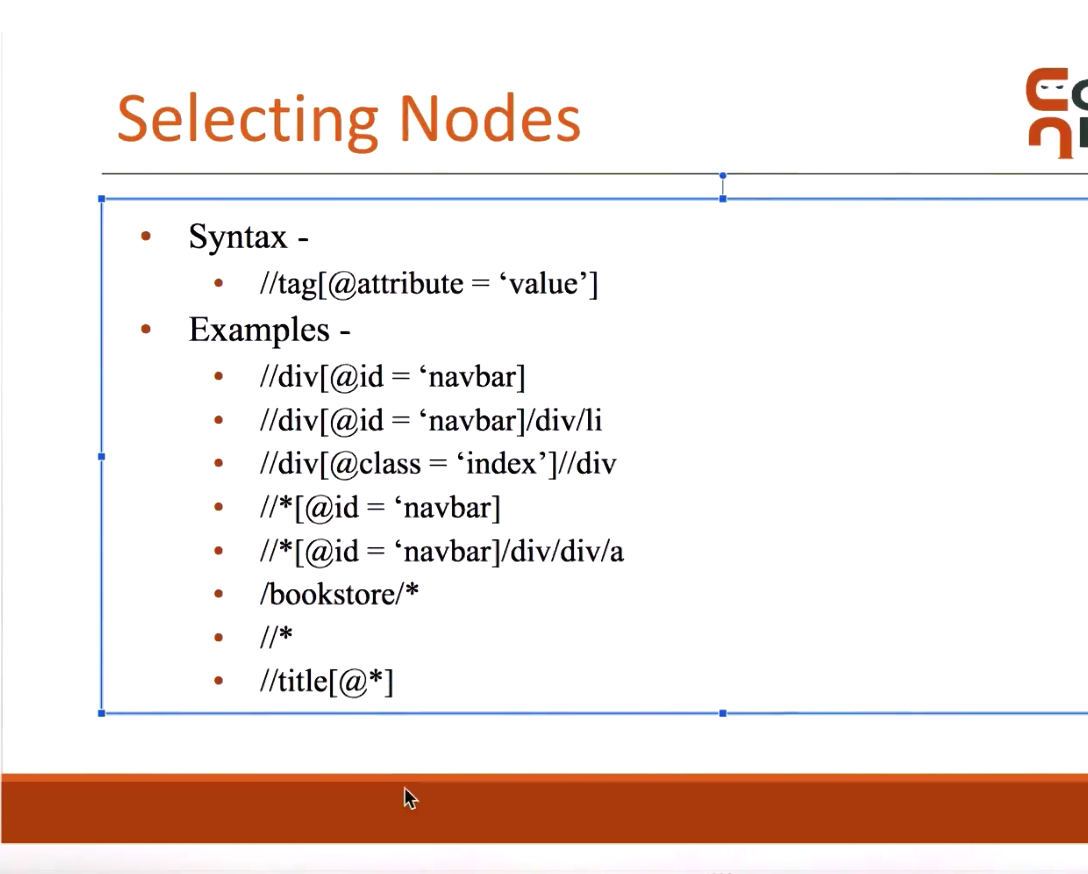 Selecting Nodes
• Syntax -
• //tag[@attribute = ‘value’]
• Examples -
• //div[@id = ‘navbar]
• //div[@id = ‘navbar]/div/li
• //div[@class = ‘index’]//div
• //*[@id = ‘navbar]
• //*[@id = ‘navbar]/div/div/a
• /bookstore/*
• //*
• //title[@*]